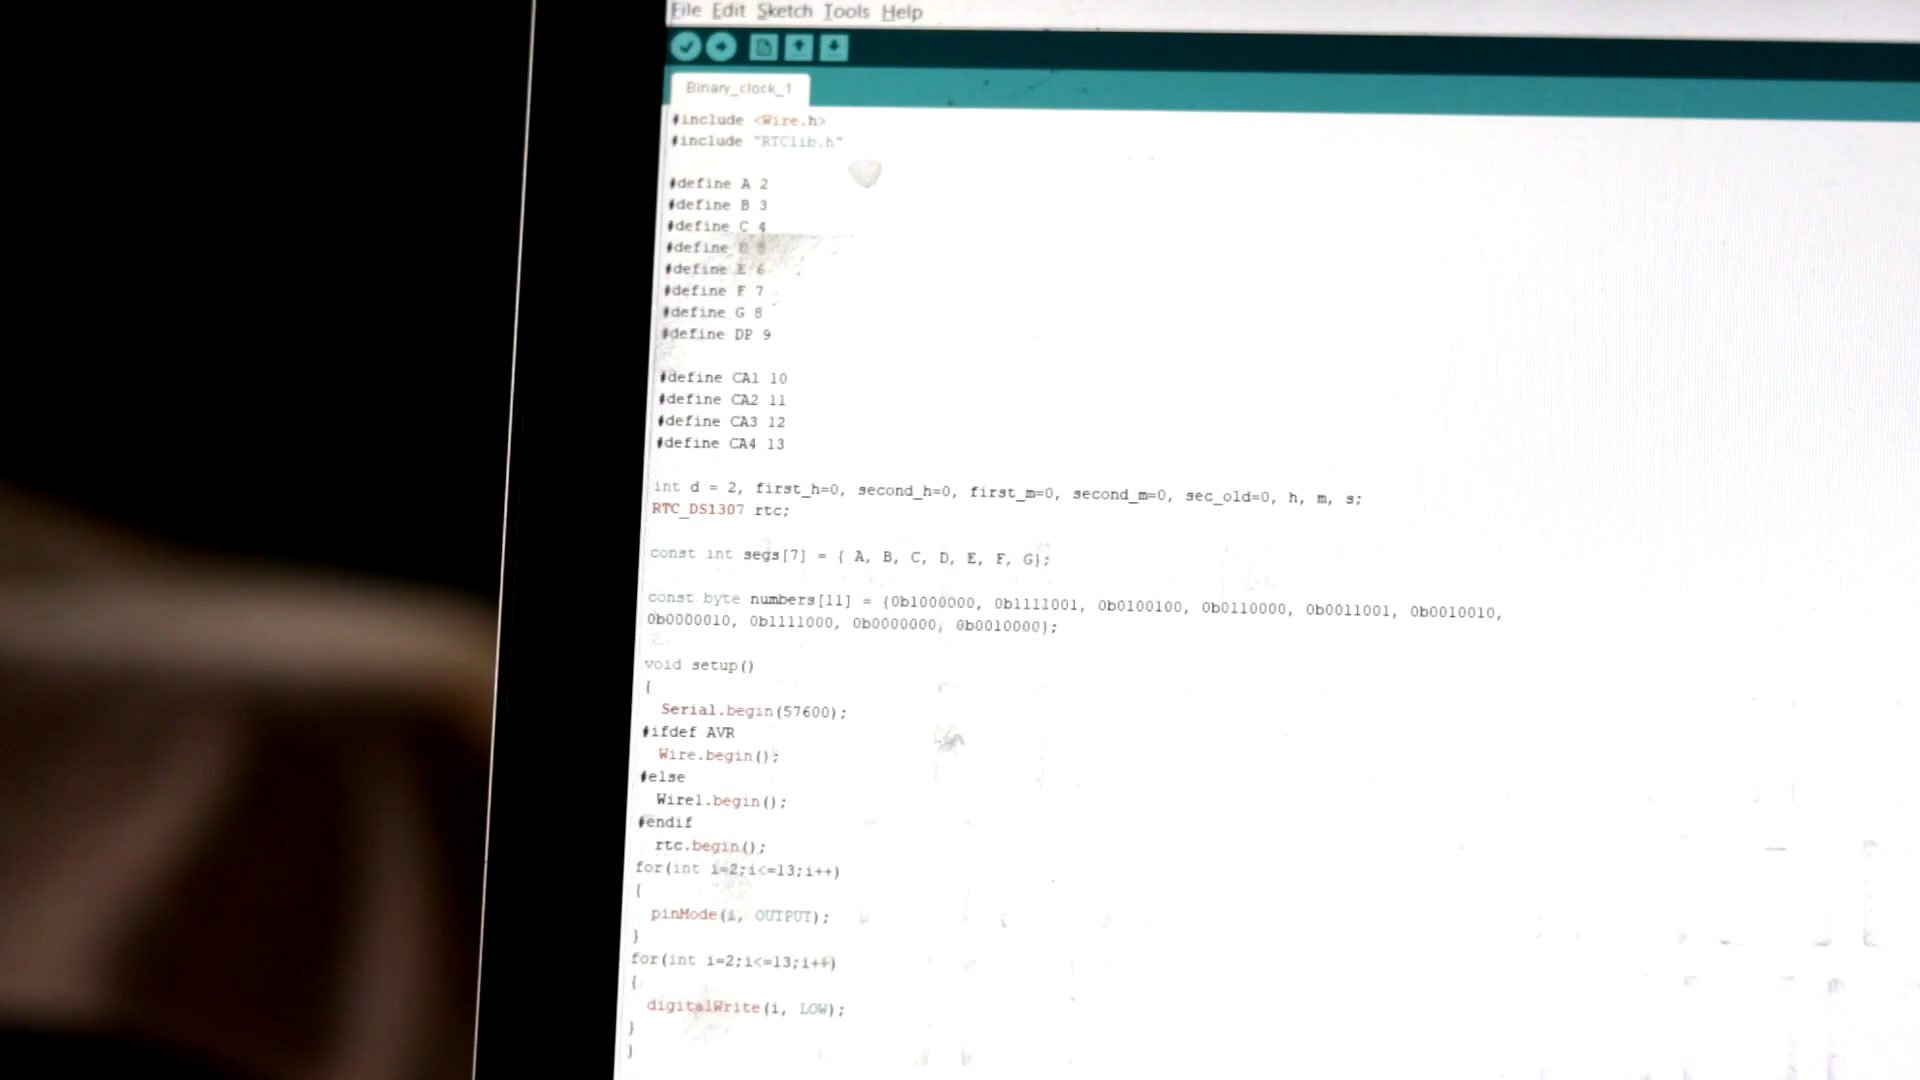 File Edit Sketch Tools Help
Binary_clock_1
#include <Wire.h>
#include "RTClib.h"
#define A 2
#define B 3
#define C 4
#define D
#define E 6
#define F 7
#define G 8
#define DP 9
#define CA1 10
#define CA2 11
#define CA3 12
#define CA4 13
int d = 2, first_h=0, second_h=0, first_m=0, second_m=0, sec_old=0, h, m, s;
RTC_DS1307 rtc;
const int segs[7] = { A, B, C, D, E, F, G};
const byte numbers[11] = {0b1000000, 0b1111001, 0b0100100, 0b0110000, 0b0011001, 0b0010010,
0b0000010, 0b1111000, 0b0000000, 0b0010000};
void setup()
{
Serial.begin(57600);
#ifdef AVR
Wire.begin();
#else
Wire1.begin();
#endif
rtc.begin();
for(int i=2;i<=13;i++)
{
pinMode(i, OUTPUT);
}
for(int i=2;i<=13;i++)
{
digitalWrite(i, LOW);
}
}